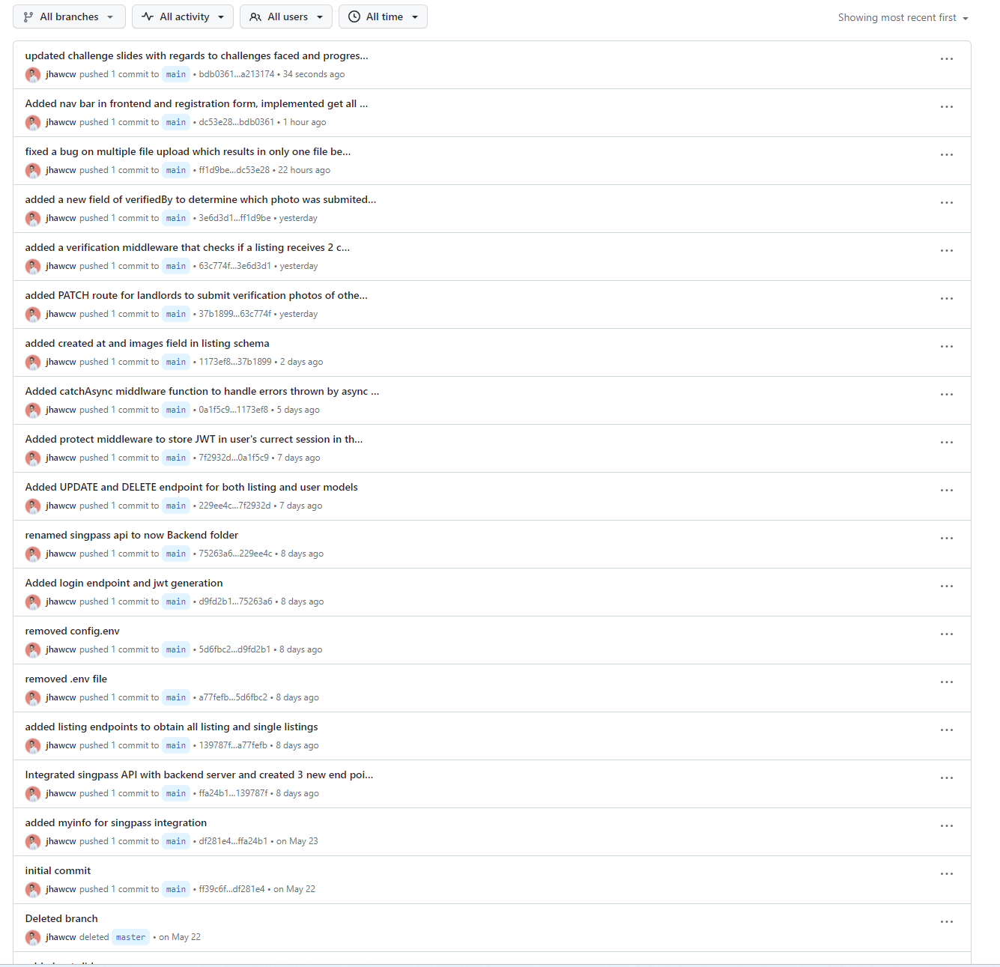 All branches All activity All users All time Showing most recent first
updated challenge slides with regards to challenges faced and progres...
jhawcw pushed 1 commit to main • bdb0361...a213174 • 34 seconds ago
Added nav bar in frontend and registration form, implemented get all ...
jhawcw pushed 1 commit to main • dc53e28...bdb0361 • 1 hour ago
fixed a bug on multiple file upload which results in only one file be...
jhawcw pushed 1 commit to main • ff1d9be...dc53e28 • 22 hours ago
added a new field of verifiedBy to determine which photo was submited...
jhawcw pushed 1 commit to main • 3e6d3d1...ff1d9be • yesterday
added a verification middleware that checks if a listing receives 2 c...
jhawcw pushed 1 commit to main • 63c774f...3e6d3d1 • yesterday
added PATCH route for landlords to submit verification photos of othe...
jhawcw pushed 1 commit to main • 37b1899...63c774f • yesterday
added created at and images field in listing schema
jhawcw pushed 1 commit to main • 1173ef8...37b1899 • 2 days ago
Added catchAsync middlware function to handle errors thrown by async ...
jhawcw pushed 1 commit to main • 0a1f5c9...1173ef8 • 5 days ago
Added protect middleware to store JWT in user's currect session in th...
jhawcw pushed 1 commit to main • 7f2932d...0a1f5c9 • 7 days ago
Added UPDATE and DELETE endpoint for both listing and user models
jhawcw pushed 1 commit to main • 229ee4c...7f2932d • 7 days ago
renamed singpass api to now Backend folder
jhawcw pushed 1 commit to main • 75263a6...229ee4c • 8 days ago
Added login endpoint and jwt generation
jhawcw pushed 1 commit to main • d9fd2b1...75263a6 • 8 days ago
removed config.env
jhawcw pushed 1 commit to main • 5d6fbc2...d9fd2b1 • 8 days ago
removed .env file
jhawcw pushed 1 commit to main • a77fefb...5d6fbc2 • 8 days ago
added listing endpoints to obtain all listing and single listings
jhawcw pushed 1 commit to main • 139787f...a77fefb • 8 days ago
Integrated singpass API with backend server and created 3 new end poi...
jhawcw pushed 1 commit to main • ffa24b1...139787f • 8 days ago
added myinfo for singpass integration
jhawcw pushed 1 commit to main • df281e4...ffa24b1 • on May 23
initial commit
jhawcw pushed 1 commit to main • ff39c6f...df281e4 • on May 22
Deleted branch
jhawcw deleted master • on May 22